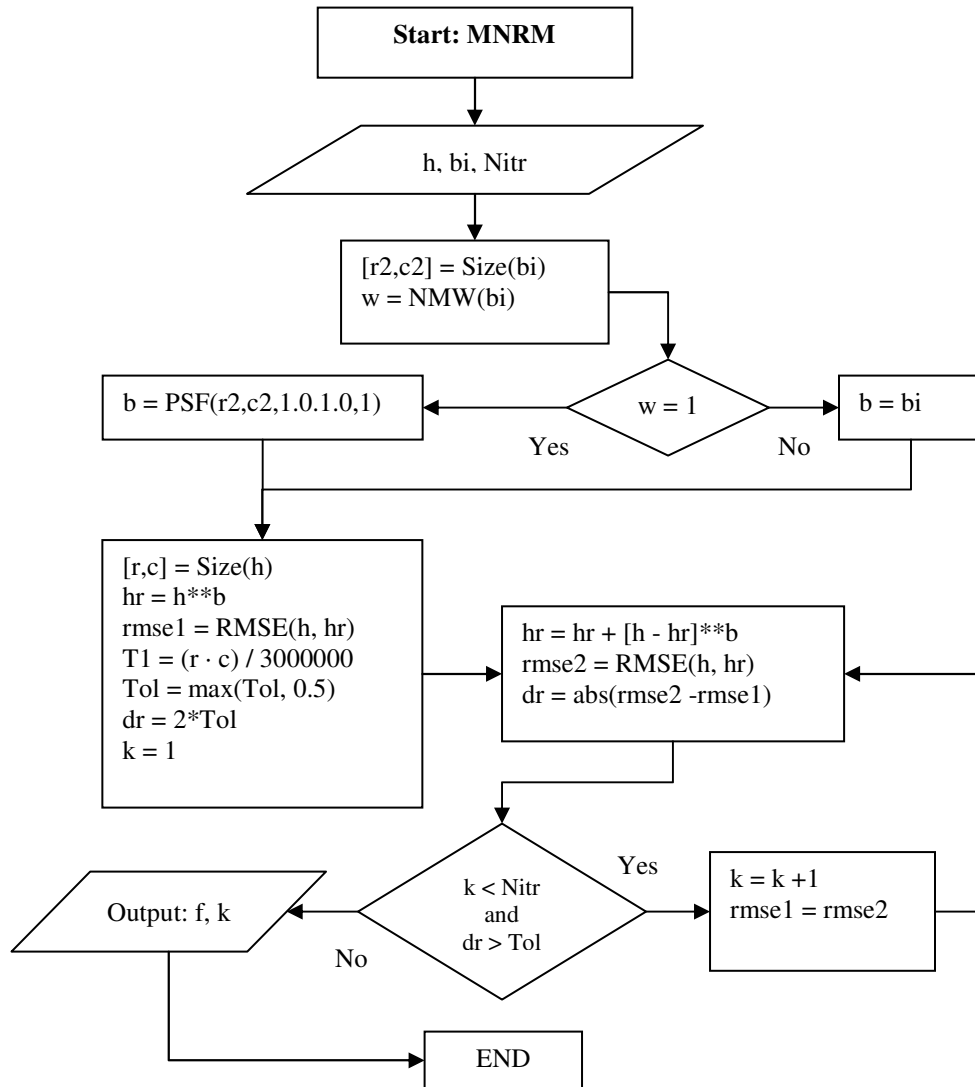 Start: MNRM
h, bi, Nitr
[r2,c2] = Size(bi)
w = NMW(bi)
b = PSF(r2,c2,1.0.1.0,1)
w = 1
b = bi
Yes
No
[r,c] = Size(h)
hr = h**b
rmse1 = RMSE(h, hr)
T1 = (r · c) / 3000000
Tol = max(Tol, 0.5)
dr = 2*Tol
k = 1
hr = hr + [h - hr]**b
rmse2 = RMSE(h, hr)
dr = abs(rmse2 -rmse1)
k < Nitr
and
dr > Tol
Yes
k = k +1
rmse1 = rmse2
Output: f, k
No
END